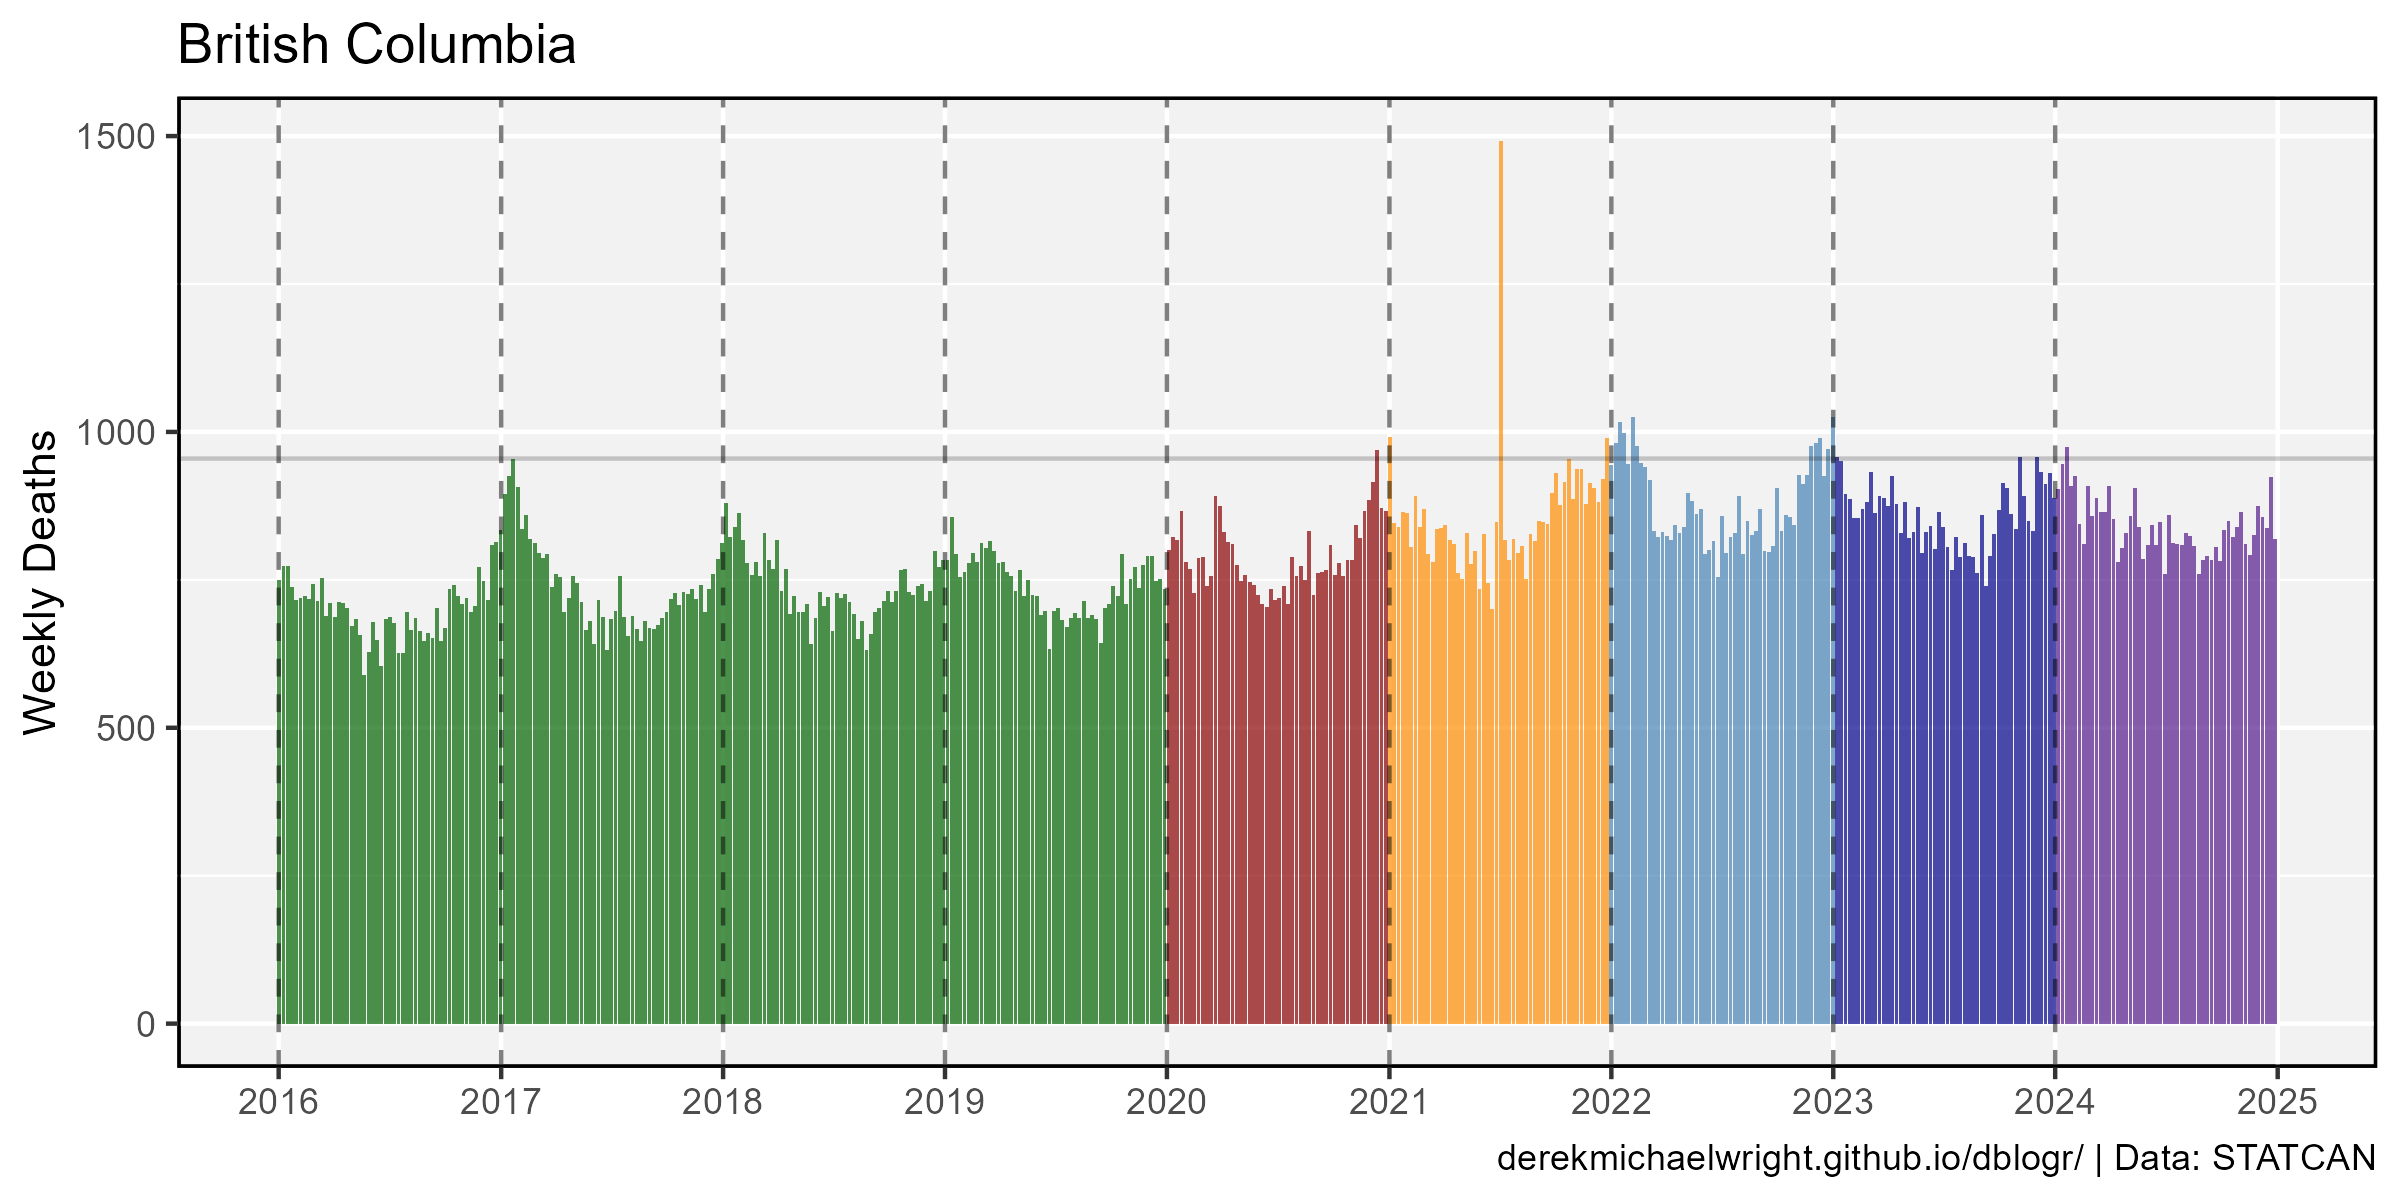 British Columbia
Weekly Deaths
1500
1000
500
0
2016 2017 2018 2019 2020 2021 2022 2023 2024 2025
derekmichaelwright.github.io/dblogr/ | Data: STATCAN